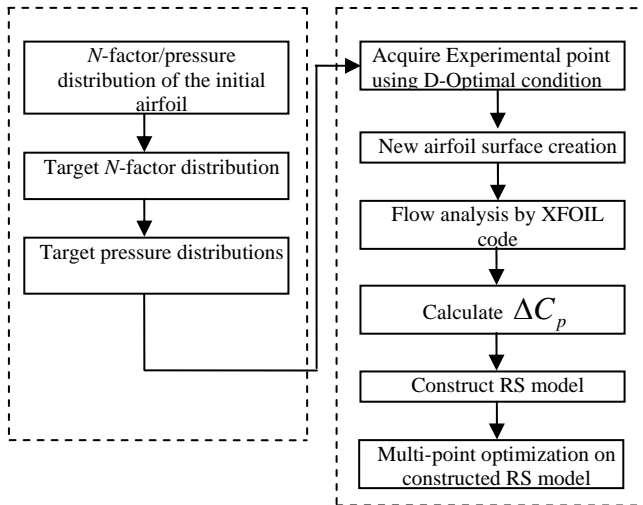 N-factor/pressure
distribution of the initial
airfoil
Target N-factor distribution
Target pressure distributions
Acquire Experimental point
using D-Optimal condition
New airfoil surface creation
Flow analysis by XFOIL
code
Calculate ΔC_p
Construct RS model
Multi-point optimization on
constructed RS model